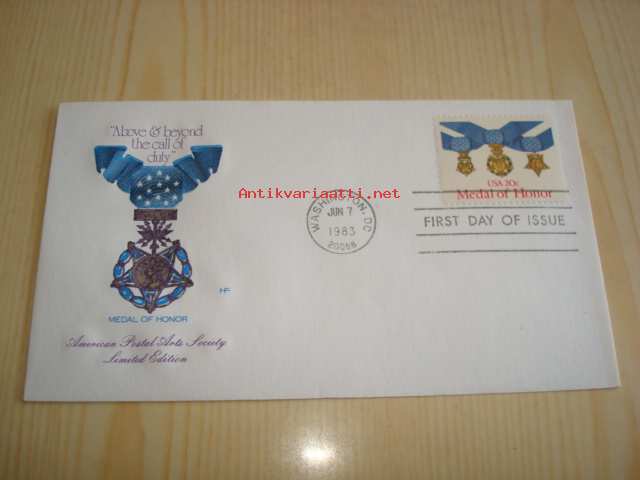 "Above & beyond
the call of
duty"
Antikvariaatti.net
WASHINGTON, DC
JUN 7
1983
20066
USA 20c
Medal of Honor
FIRST DAY OF ISSUE
HF
MEDAL OF HONOR
American Postal Arts Society
Limited Edition